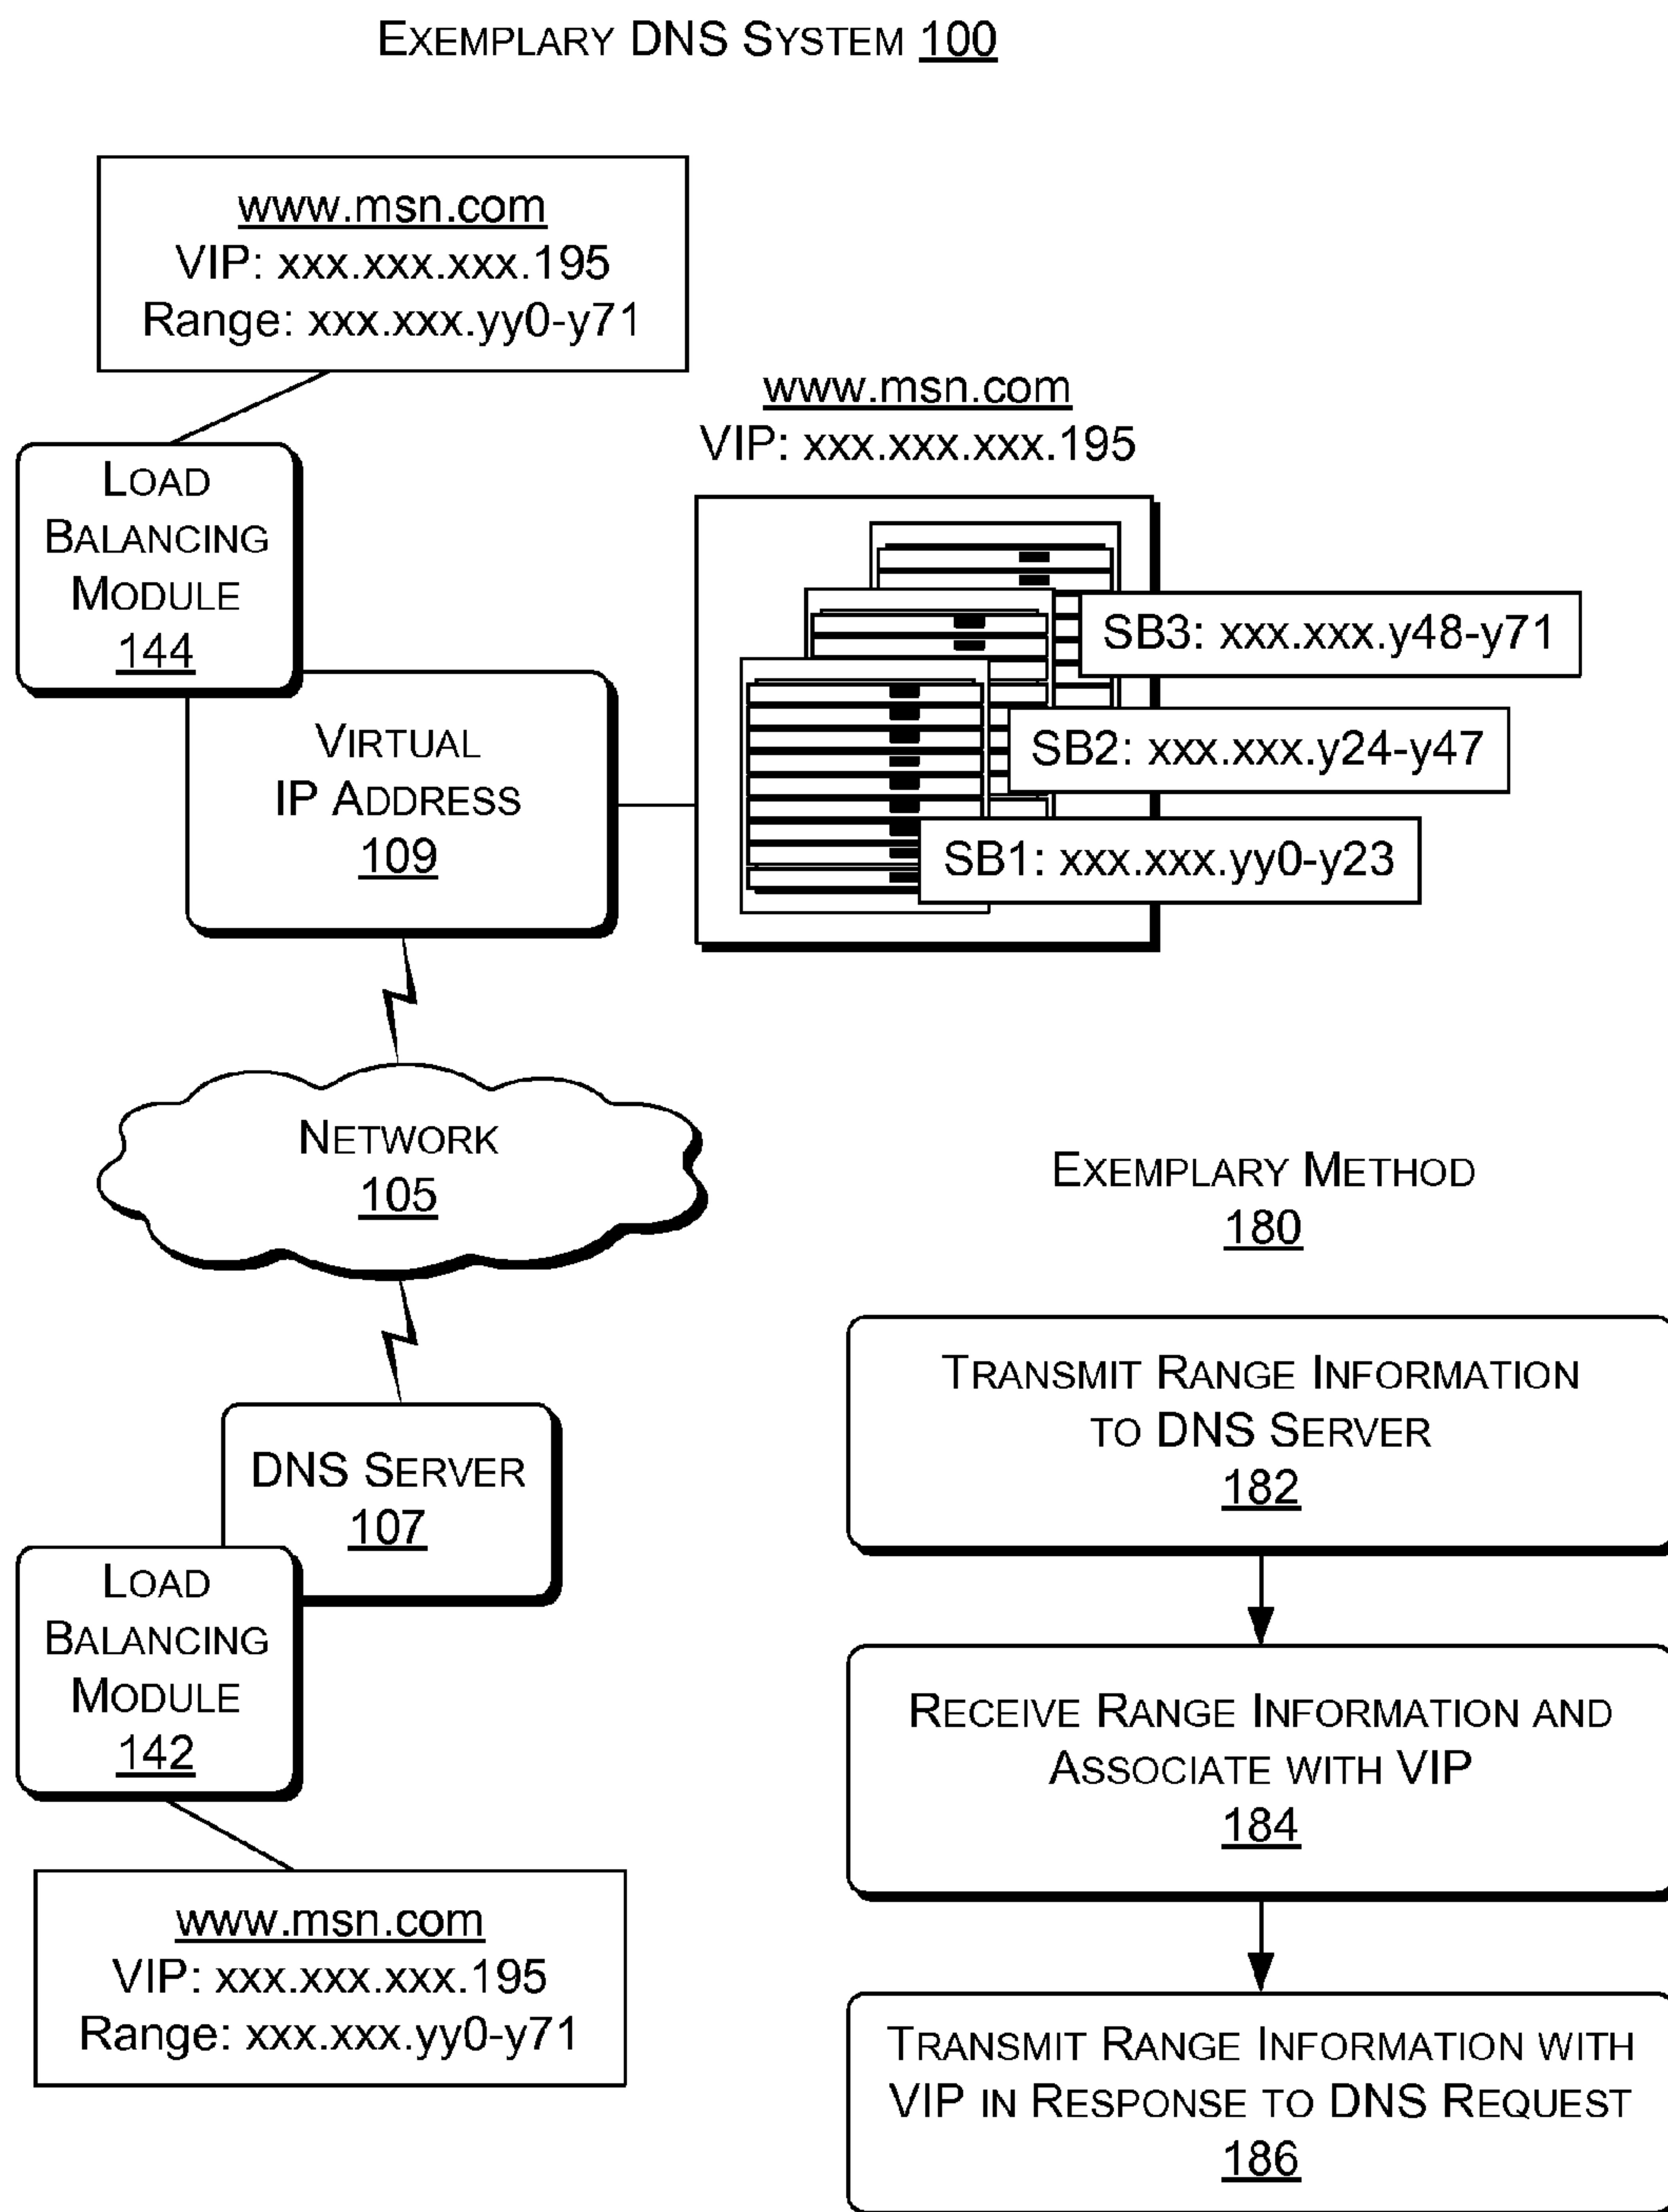 EXEMPLARY DNS SYSTEM 100
www.msn.com
VIP: xxx.xxx.xxx.195
Range: xxx.xxx.yy0-y71
LOAD
BALANCING
MODULE
144
VIRTUAL
IP ADDRESS
109
www.msn.com
VIP: xxx.xxx.xxx.195
SB3: xxx.xxx.y48-y71
SB2: xxx.xxx.y24-y47
SB1: xxx.xxx.yy0-y23
NETWORK
105
DNS SERVER
107
LOAD
BALANCING
MODULE
142
www.msn.com
VIP: xxx.xxx.xxx.195
Range: xxx.xxx.yy0-y71
EXEMPLARY METHOD
180
TRANSMIT RANGE INFORMATION
TO DNS SERVER
182
RECEIVE RANGE INFORMATION AND
ASSOCIATE WITH VIP
184
TRANSMIT RANGE INFORMATION WITH
VIP IN RESPONSE TO DNS REQUEST
186